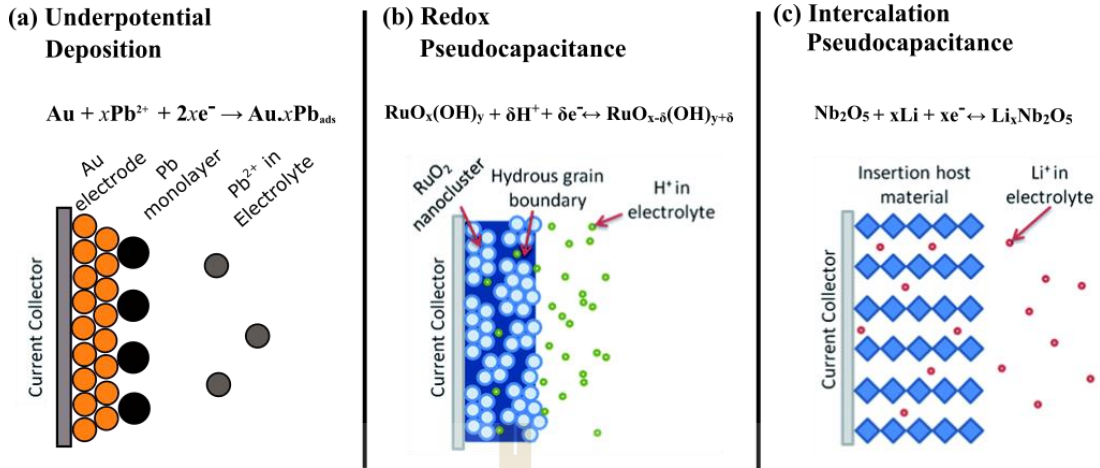 (a) Underpotential
Deposition
Au + xPb²⁺ + 2xe⁻ → Au.xPb_ads
Au
electrode
Pb
monolayer
Pb²⁺ in
Electrolyte
Current Collector
(b) Redox
Pseudocapacitance
RuOₓ(OH)ᵧ + δH⁺ + δe⁻ ↔ RuOₓ₋δ(OH)ᵧ₊δ
RuO₂
nanocluster
Hydrous grain
boundary
H⁺ in
electrolyte
Current Collector
(c) Intercalation
Pseudocapacitance
Nb₂O₅ + xLi + xe⁻ ↔ LiₓNb₂O₅
Insertion host
material
Li⁺ in
electrolyte
Current Collector